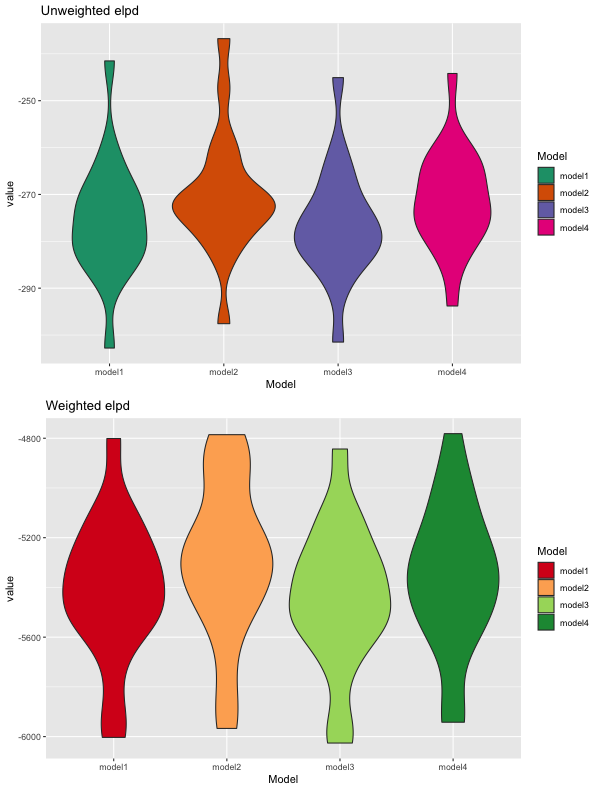 Unweighted elpd
-250
-270
-290
value
model1 model2 model3 model4
Model
Model
model1
model2
model3
model4
Weighted elpd
-4800
-5200
-5600
-6000
value
model1 model2 model3 model4
Model
Model
model1
model2
model3
model4